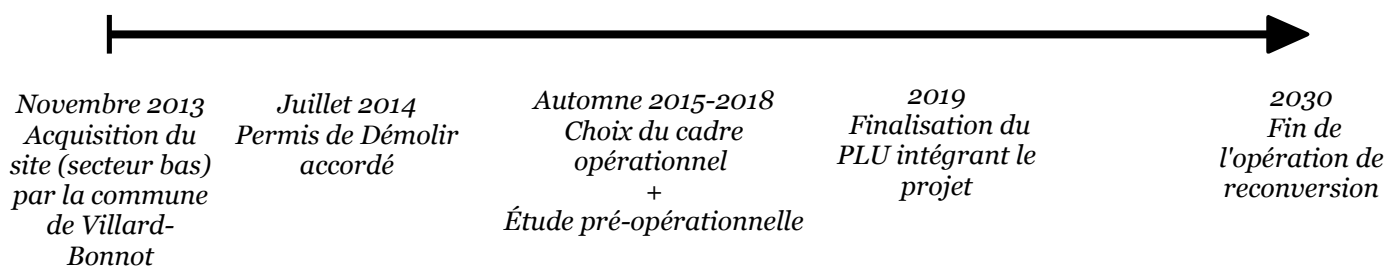 Novembre 2013
Acquisition du
site (secteur bas)
par la commune
de Villard-
Bonnot
Juillet 2014
Permis de Démolir
accordé
Automne 2015-2018
Choix du cadre
opérationnel
+
Étude pré-opérationnelle
2019
Finalisation du
PLU intégrant le
projet
2030
Fin de
l'opération de
reconversion